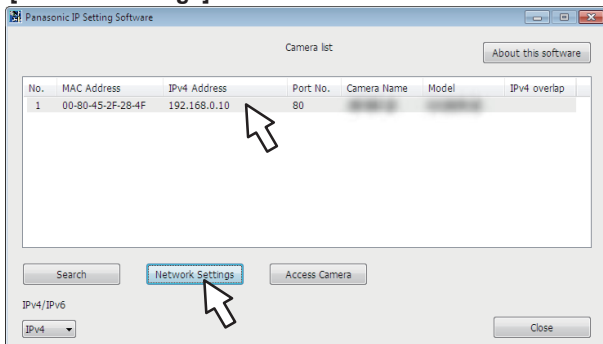 Panasonic IP Setting Software
Camera list
About this software
No. MAC Address IPv4 Address Port No. Camera Name Model IPv4 overlap
1 00-80-45-2F-28-4F 192.168.0.10 80
Search Network Settings Access Camera
IPv4/IPv6
IPv4 Close